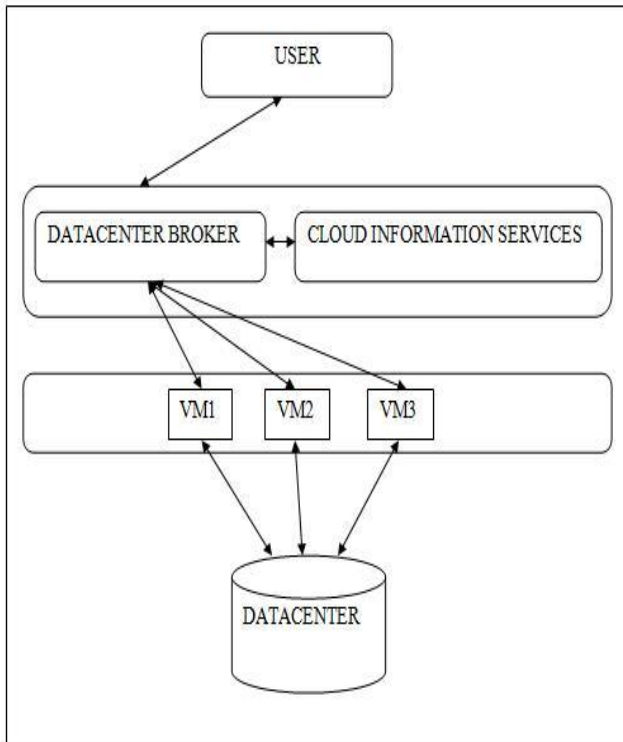 USER
DATACENTER BROKER
CLOUD INFORMATION SERVICES
VM1
VM2
VM3
DATACENTER